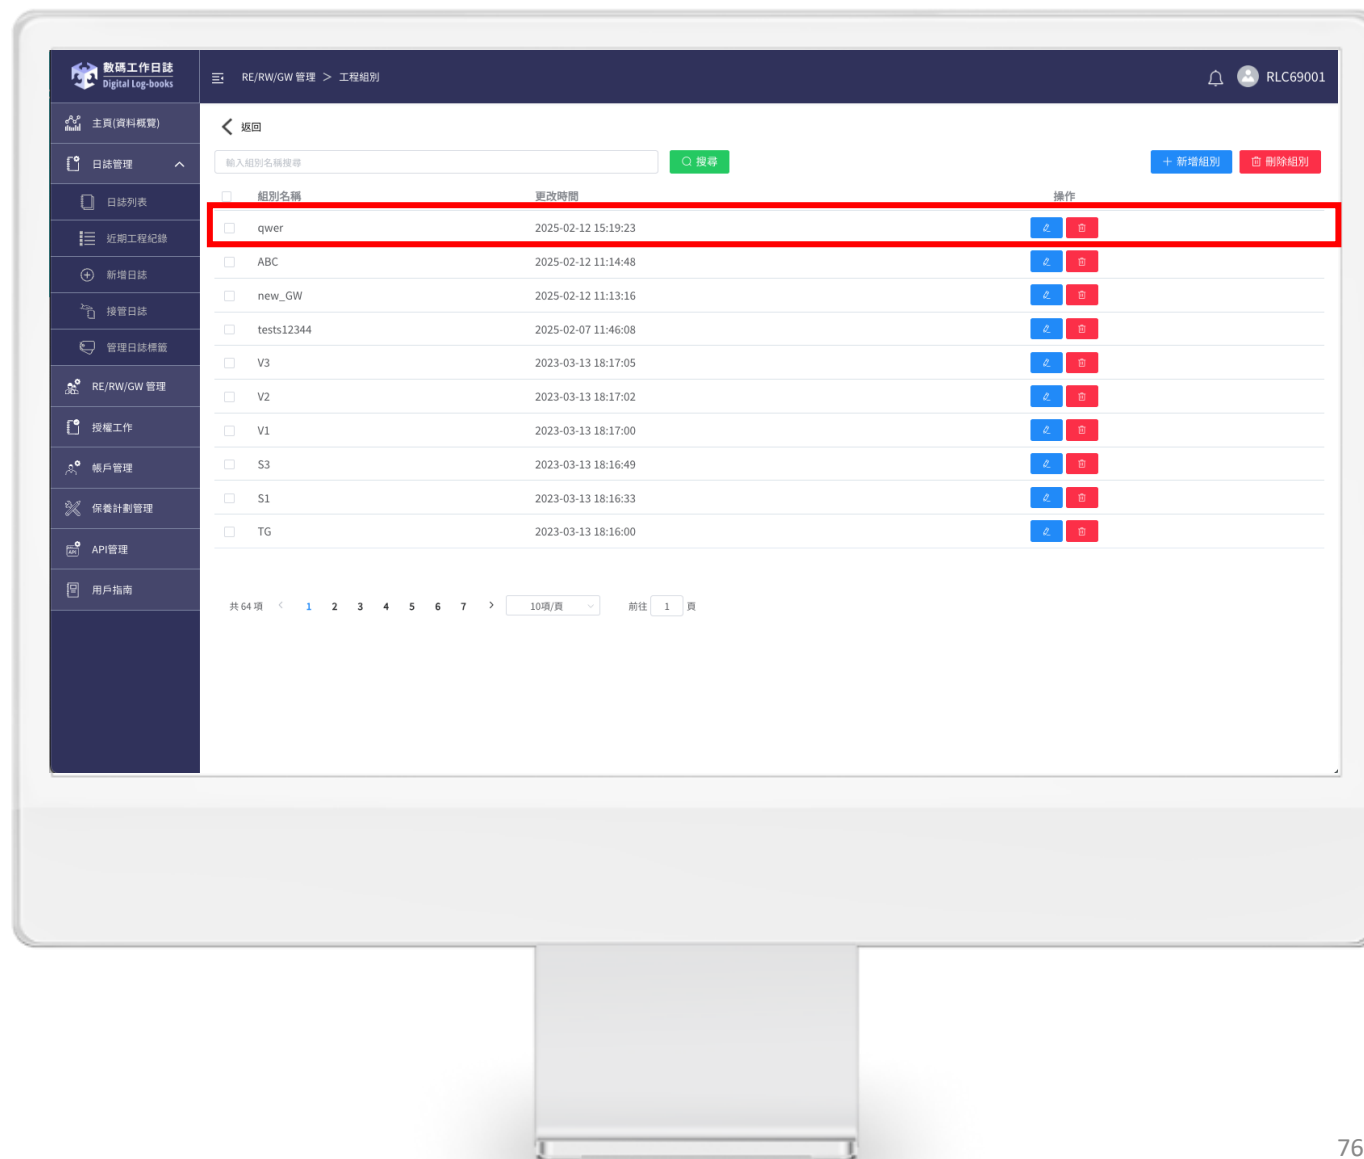 數碼工作日誌
Digital Log-books
RE/RW/GW 管理 > 工程組別
RLC69001
主頁(資料概覽)
日誌管理
日誌列表
近期工程紀錄
新增日誌
接管日誌
管理日誌標籤
RE/RW/GW 管理
授權工作
帳戶管理
保養計劃管理
API管理
用戶指南
返回
輸入組別名稱搜尋
搜尋
新增組別
刪除組別
組別名稱 更改時間 操作
qwer 2025-02-12 15:19:23
ABC 2025-02-12 11:14:48
new_GW 2025-02-12 11:13:16
tests12344 2025-02-07 11:46:08
V3 2023-03-13 18:17:05
V2 2023-03-13 18:17:02
V1 2023-03-13 18:17:00
S3 2023-03-13 18:16:49
S1 2023-03-13 18:16:33
TG 2023-03-13 18:16:00
共 64 項 < 1 2 3 4 5 6 7 > 10項/頁 前往 1 頁
76